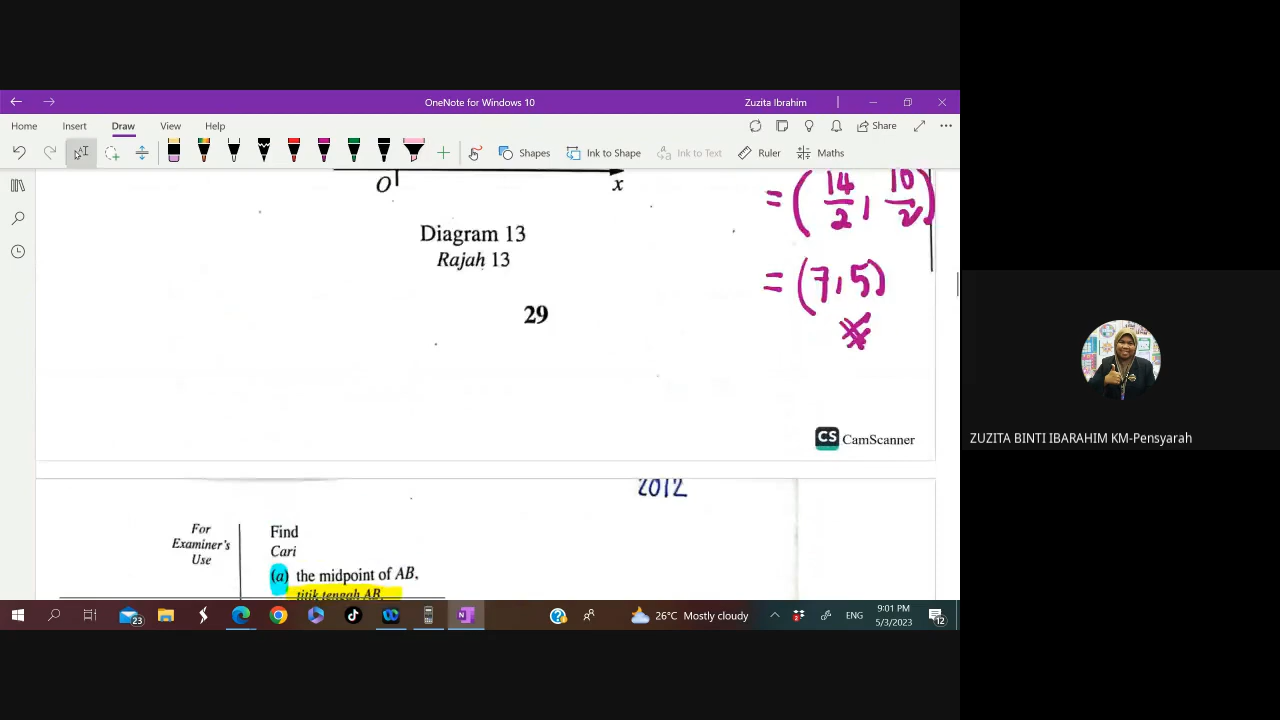 OneNote for Windows 10
Zuzita Ibrahim
Home Insert Draw View Help
Share
Shapes Ink to Shape Ink to Text Ruler Maths
O x
= (14/2, 10/2)
Diagram 13
Rajah 13
= (7, 5)
29
CS CamScanner
2012
For
Examiner's
Use
Find
Cari
(a) the midpoint of AB,
titik tengah AB,
ZUZITA BINTI IBARAHIM KM-Pensyarah
23
26°C Mostly cloudy
ENG
9:01 PM
5/3/2023
12